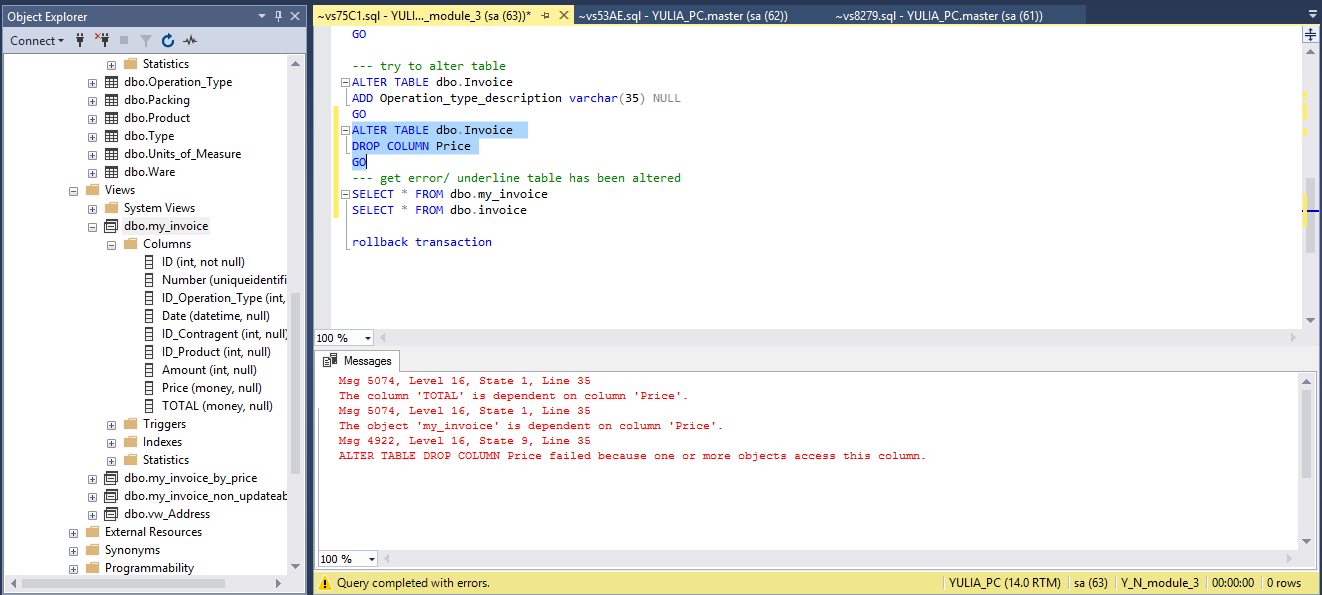 Object Explorer
Connect
Statistics
dbo.Operation_Type
dbo.Packing
dbo.Product
dbo.Type
dbo.Units_of_Measure
dbo.Ware
Views
System Views
dbo.my_invoice
Columns
ID (int, not null)
Number (uniqueidentifi
ID_Operation_Type (int,
Date (datetime, null)
ID_Contragent (int, null)
ID_Product (int, null)
Amount (int, null)
Price (money, null)
TOTAL (money, null)
Triggers
Indexes
Statistics
dbo.my_invoice_by_price
dbo.my_invoice_non_updateab
dbo.vw_Address
External Resources
Synonyms
Programmability
~vs75C1.sql - YULI..._module_3 (sa (63))*
~vs53AE.sql - YULIA_PC.master (sa (62))
~vs8279.sql - YULIA_PC.master (sa (61))
GO
--- try to alter table
ALTER TABLE dbo.Invoice
ADD Operation_type_description varchar(35) NULL
GO
ALTER TABLE dbo.Invoice
DROP COLUMN Price
GO
--- get error/ underline table has been altered
SELECT * FROM dbo.my_invoice
SELECT * FROM dbo.invoice
rollback transaction
100 %
Messages
Msg 5074, Level 16, State 1, Line 35
The column 'TOTAL' is dependent on column 'Price'.
Msg 5074, Level 16, State 1, Line 35
The object 'my_invoice' is dependent on column 'Price'.
Msg 4922, Level 16, State 9, Line 35
ALTER TABLE DROP COLUMN Price failed because one or more objects access this column.
100 %
Query completed with errors.
YULIA_PC (14.0 RTM)
sa (63)
Y_N_module_3
00:00:00
0 rows